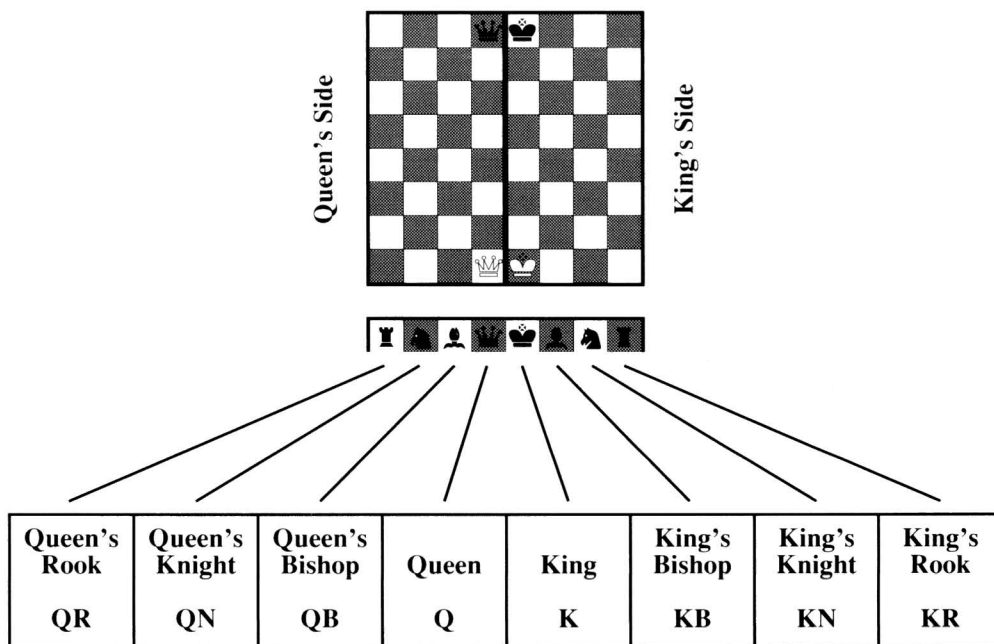 Queen's Side
King's Side
Queen's
Rook
QR
Queen's
Knight
QN
Queen's
Bishop
QB
Queen
Q
King
K
King's
Bishop
KB
King's
Knight
KN
King's
Rook
KR